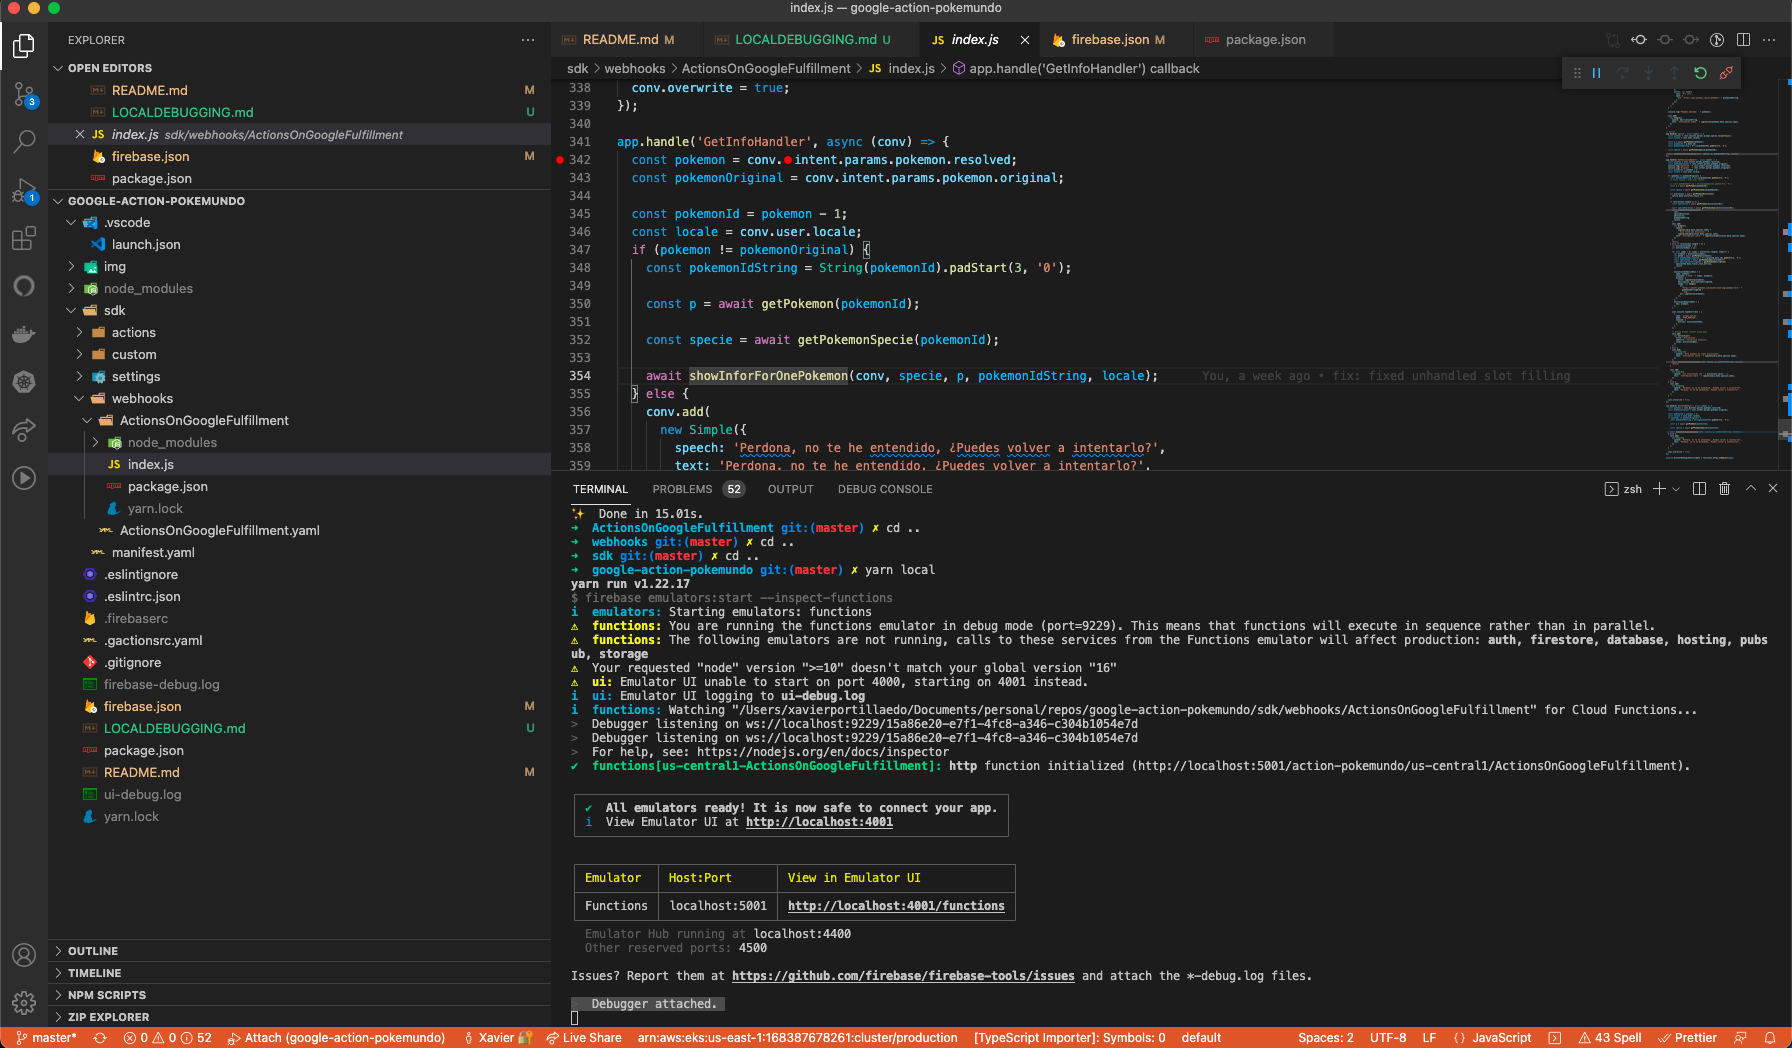 index.js — google-action-pokemundo
EXPLORER
OPEN EDITORS
README.md M
LOCALDEBUGGING.md U
JS index.js sdk/webhooks/ActionsOnGoogleFulfillment
firebase.json M
package.json
GOOGLE-ACTION-POKEMUNDO
.vscode
launch.json
img
node_modules
sdk
actions
custom
settings
webhooks
ActionsOnGoogleFulfillment
node_modules
JS index.js
package.json
yarn.lock
ActionsOnGoogleFulfillment.yaml
manifest.yaml
.eslintignore
.eslintrc.json
.firebaserc
.gactionsrc.yaml
.gitignore
firebase-debug.log
firebase.json M
LOCALDEBUGGING.md U
package.json
README.md M
ui-debug.log
yarn.lock
OUTLINE
TIMELINE
NPM SCRIPTS
ZIP EXPLORER
3
1
README.md M LOCALDEBUGGING.md U JS index.js firebase.json M package.json
sdk > webhooks > ActionsOnGoogleFulfillment > JS index.js > app.handle('GetInfoHandler') callback
338 conv.overwrite = true;
339 });
340
341 app.handle('GetInfoHandler', async (conv) => {
342 const pokemon = conv.intent.params.pokemon.resolved;
343 const pokemonOriginal = conv.intent.params.pokemon.original;
344
345 const pokemonId = pokemon - 1;
346 const locale = conv.user.locale;
347 if (pokemon != pokemonOriginal) {
348 const pokemonIdString = String(pokemonId).padStart(3, '0');
349
350 const p = await getPokemon(pokemonId);
351
352 const specie = await getPokemonSpecie(pokemonId);
353
354 await showInforForOnePokemon(conv, specie, p, pokemonIdString, locale); You, a week ago • fix: fixed unhandled slot filling
355 } else {
356 conv.add(
357 new Simple({
358 speech: 'Perdona, no te he entendido, ¿Puedes volver a intentarlo?',
359 text: 'Perdona, no te he entendido, ¿Puedes volver a intentarlo?',
TERMINAL PROBLEMS 52 OUTPUT DEBUG CONSOLE zsh
✨ Done in 15.01s.
➜ ActionsOnGoogleFulfillment git:(master) ✗ cd ..
➜ webhooks git:(master) ✗ cd ..
➜ sdk git:(master) ✗ cd ..
➜ google-action-pokemundo git:(master) ✗ yarn local
yarn run v1.22.17
$ firebase emulators:start --inspect-functions
i emulators: Starting emulators: functions
⚠ functions: You are running the functions emulator in debug mode (port=9229). This means that functions will execute in sequence rather than in parallel.
⚠ functions: The following emulators are not running, calls to these services from the Functions emulator will affect production: auth, firestore, database, hosting, pubs
ub, storage
⚠ Your requested "node" version ">=10" doesn't match your global version "16"
⚠ ui: Emulator UI unable to start on port 4000, starting on 4001 instead.
i ui: Emulator UI logging to ui-debug.log
i functions: Watching "/Users/xavierportillaedo/Documents/personal/repos/google-action-pokemundo/sdk/webhooks/ActionsOnGoogleFulfillment" for Cloud Functions...
> Debugger listening on ws://localhost:9229/15a86e20-e7f1-4fc8-a346-c304b1054e7d
> Debugger listening on ws://localhost:9229/15a86e20-e7f1-4fc8-a346-c304b1054e7d
> For help, see: https://nodejs.org/en/docs/inspector
✔ functions[us-central1-ActionsOnGoogleFulfillment]: http function initialized (http://localhost:5001/action-pokemundo/us-central1/ActionsOnGoogleFulfillment).
✔ All emulators ready! It is now safe to connect your app.
i View Emulator UI at http://localhost:4001
Emulator Host:Port View in Emulator UI
Functions localhost:5001 http://localhost:4001/functions
Emulator Hub running at localhost:4400
Other reserved ports: 4500
Issues? Report them at https://github.com/firebase/firebase-tools/issues and attach the *-debug.log files.
> Debugger attached.
master* 0 0 52 Attach (google-action-pokemundo) Xavier Live Share arn:aws:eks:us-east-1:168387678261:cluster/production [TypeScript Importer]: Symbols: 0 default Spaces: 2 UTF-8 LF {} JavaScript 43 Spell Prettier